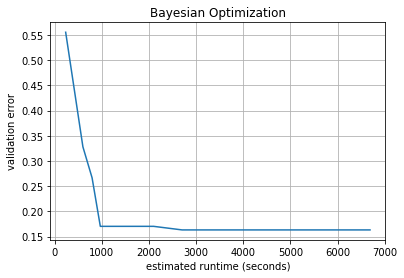 Bayesian Optimization
validation error
0.55
0.50
0.45
0.40
0.35
0.30
0.25
0.20
0.15
0 1000 2000 3000 4000 5000 6000 7000
estimated runtime (seconds)